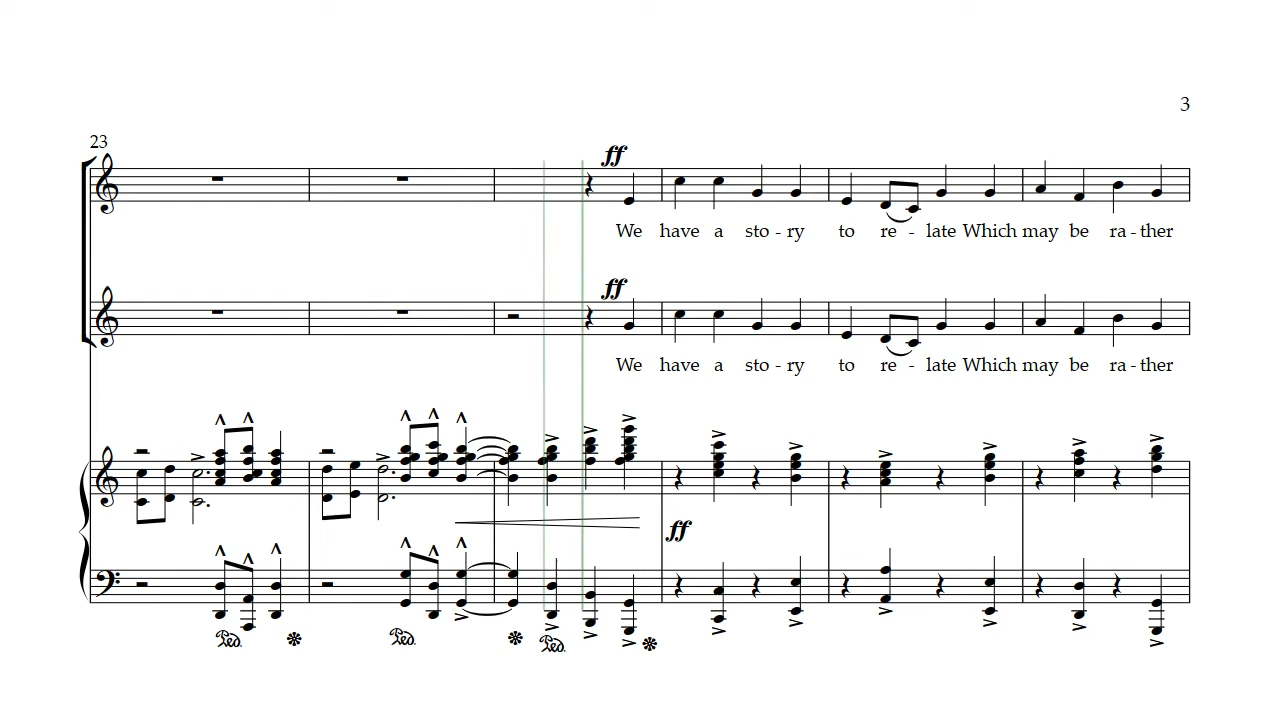 3
23
ff
We have a sto - ry to re - late Which may be ra - ther
ff
We have a sto - ry to re - late Which may be ra - ther
ff
Ped. Ped. Ped.